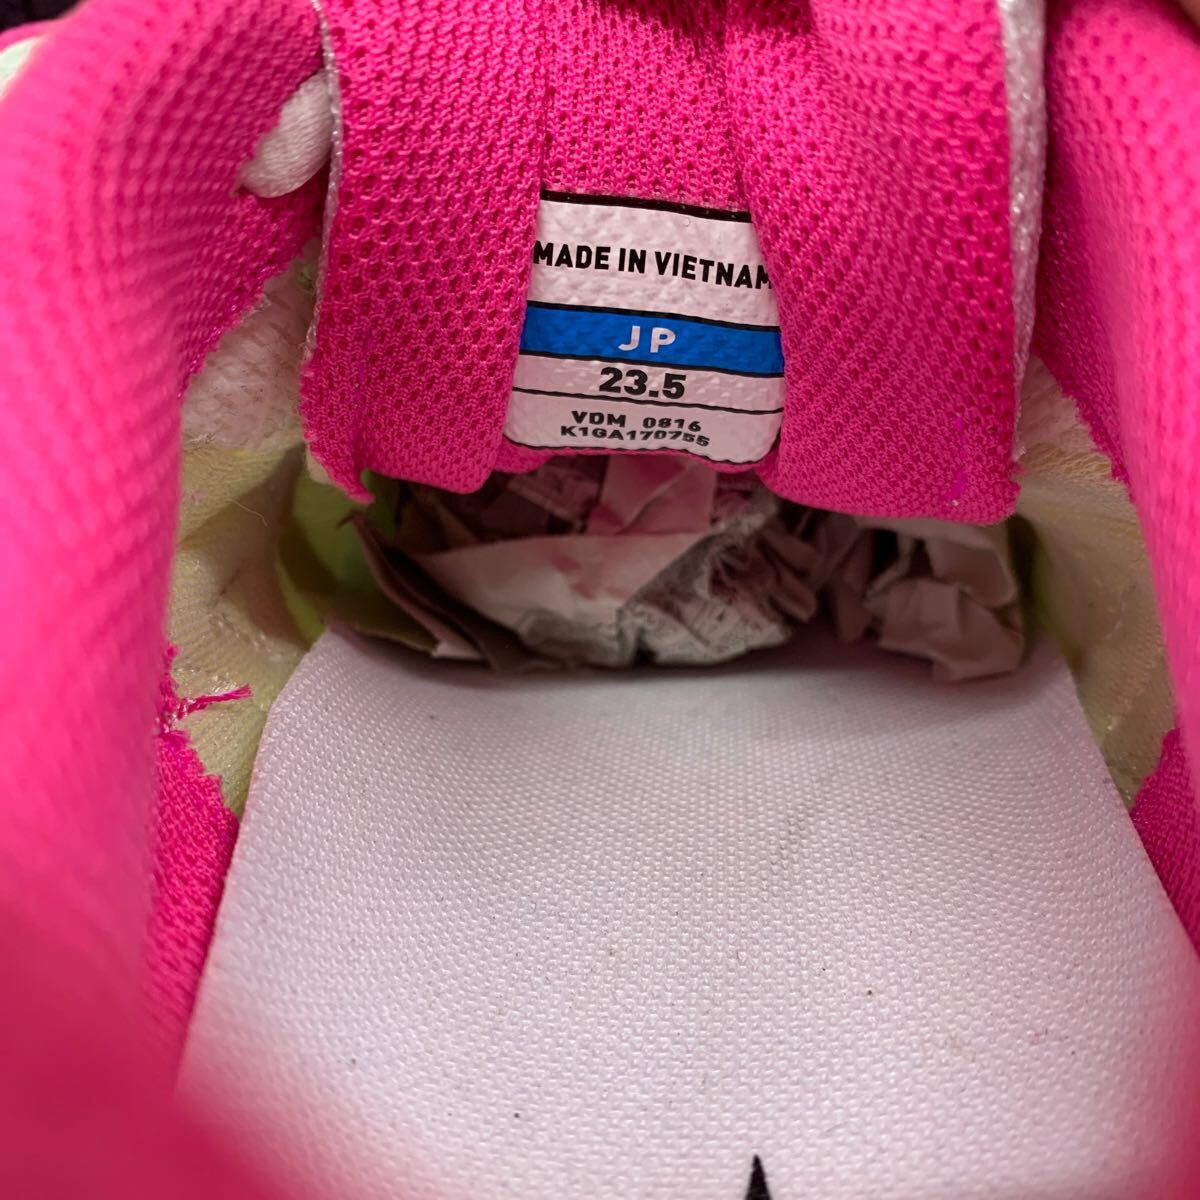 MADE IN VIETNAM
JP
23.5
VDM 0816
K1GA170755